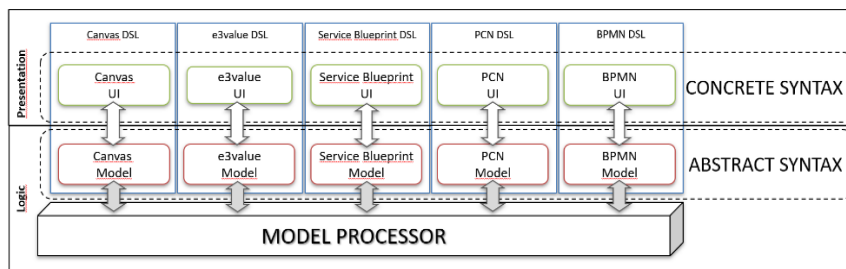 Canvas DSL
e3value DSL
Service Blueprint DSL
PCN DSL
BPMN DSL
Presentation
Canvas
UI
e3value
UI
Service Blueprint
UI
PCN
UI
BPMN
UI
CONCRETE SYNTAX
Logic
Canvas
Model
e3value
Model
Service Blueprint
Model
PCN
Model
BPMN
Model
ABSTRACT SYNTAX
MODEL PROCESSOR